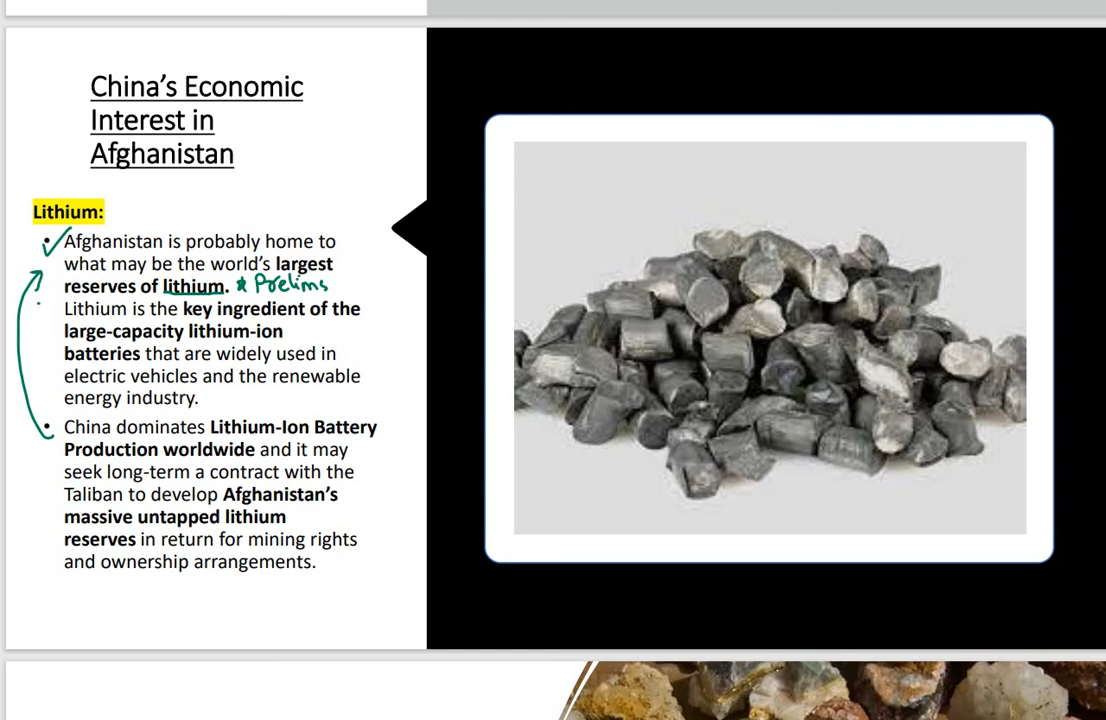 China’s Economic
Interest in
Afghanistan
Lithium:
• Afghanistan is probably home to
what may be the world’s largest
reserves of lithium. * Prelims
Lithium is the key ingredient of the
large-capacity lithium-ion
batteries that are widely used in
electric vehicles and the renewable
energy industry.
• China dominates Lithium-Ion Battery
Production worldwide and it may
seek long-term a contract with the
Taliban to develop Afghanistan’s
massive untapped lithium
reserves in return for mining rights
and ownership arrangements.